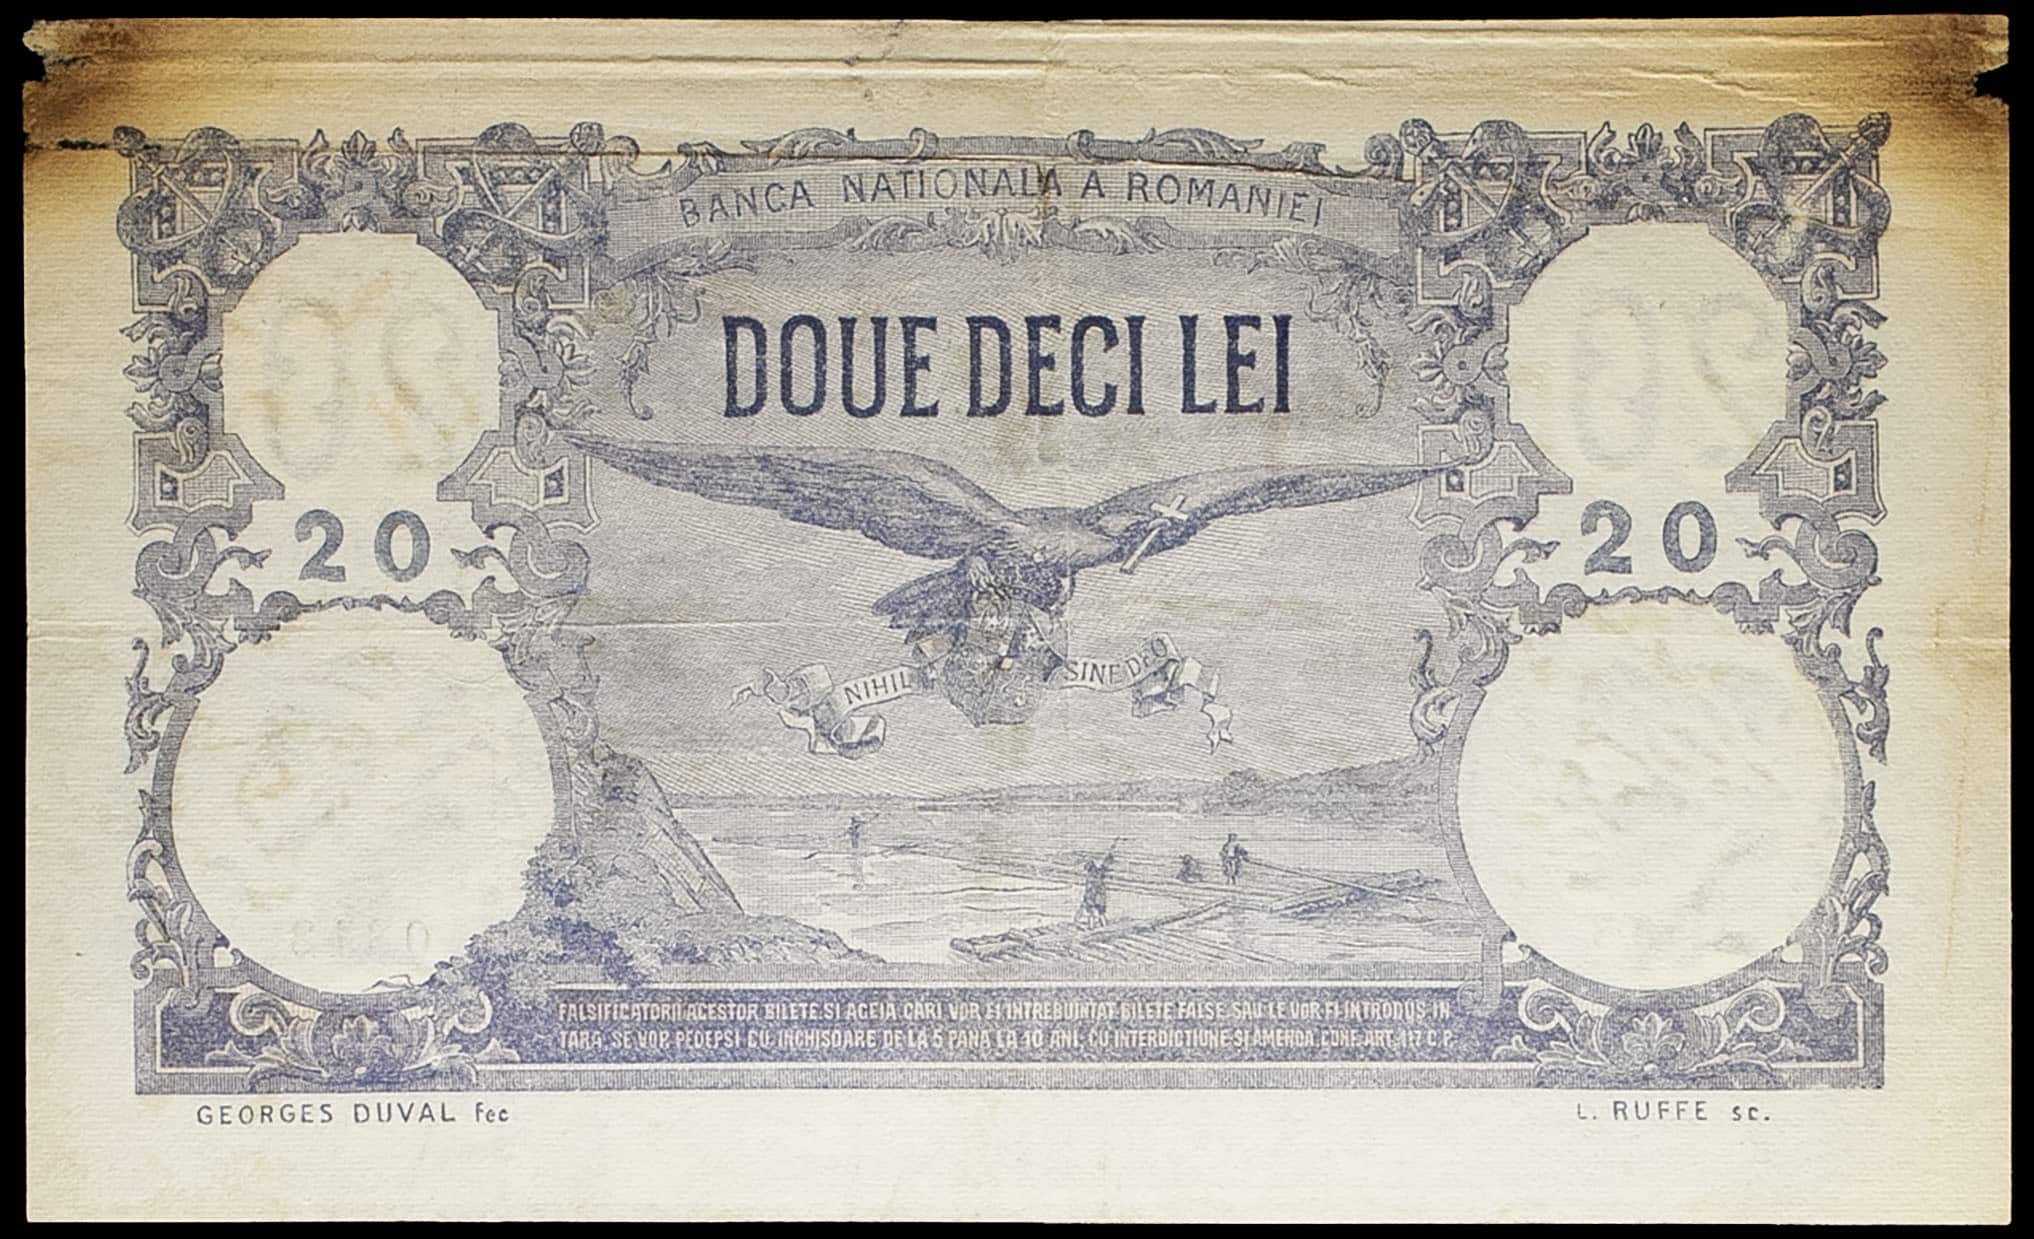 BANCA NATIONALA A ROMANIEI
DOUE DECI LEI
20
20
NIHIL SINE DEO
FALSIFICATORII ACESTOR BILETE SI ACEIA CARI VOR FI INTREBUINTAT BILETE FALSE SAU LE VOR FI INTRODUS IN
TARA SE VOR PEDEPSI CU INCHISOARE DE LA 5 PANA LA 10 ANI, CU INTERDICTIUNE SI AMENDA. CONF. ART. 117 C. P.
GEORGES DUVAL Fec
L. RUFFE sc.